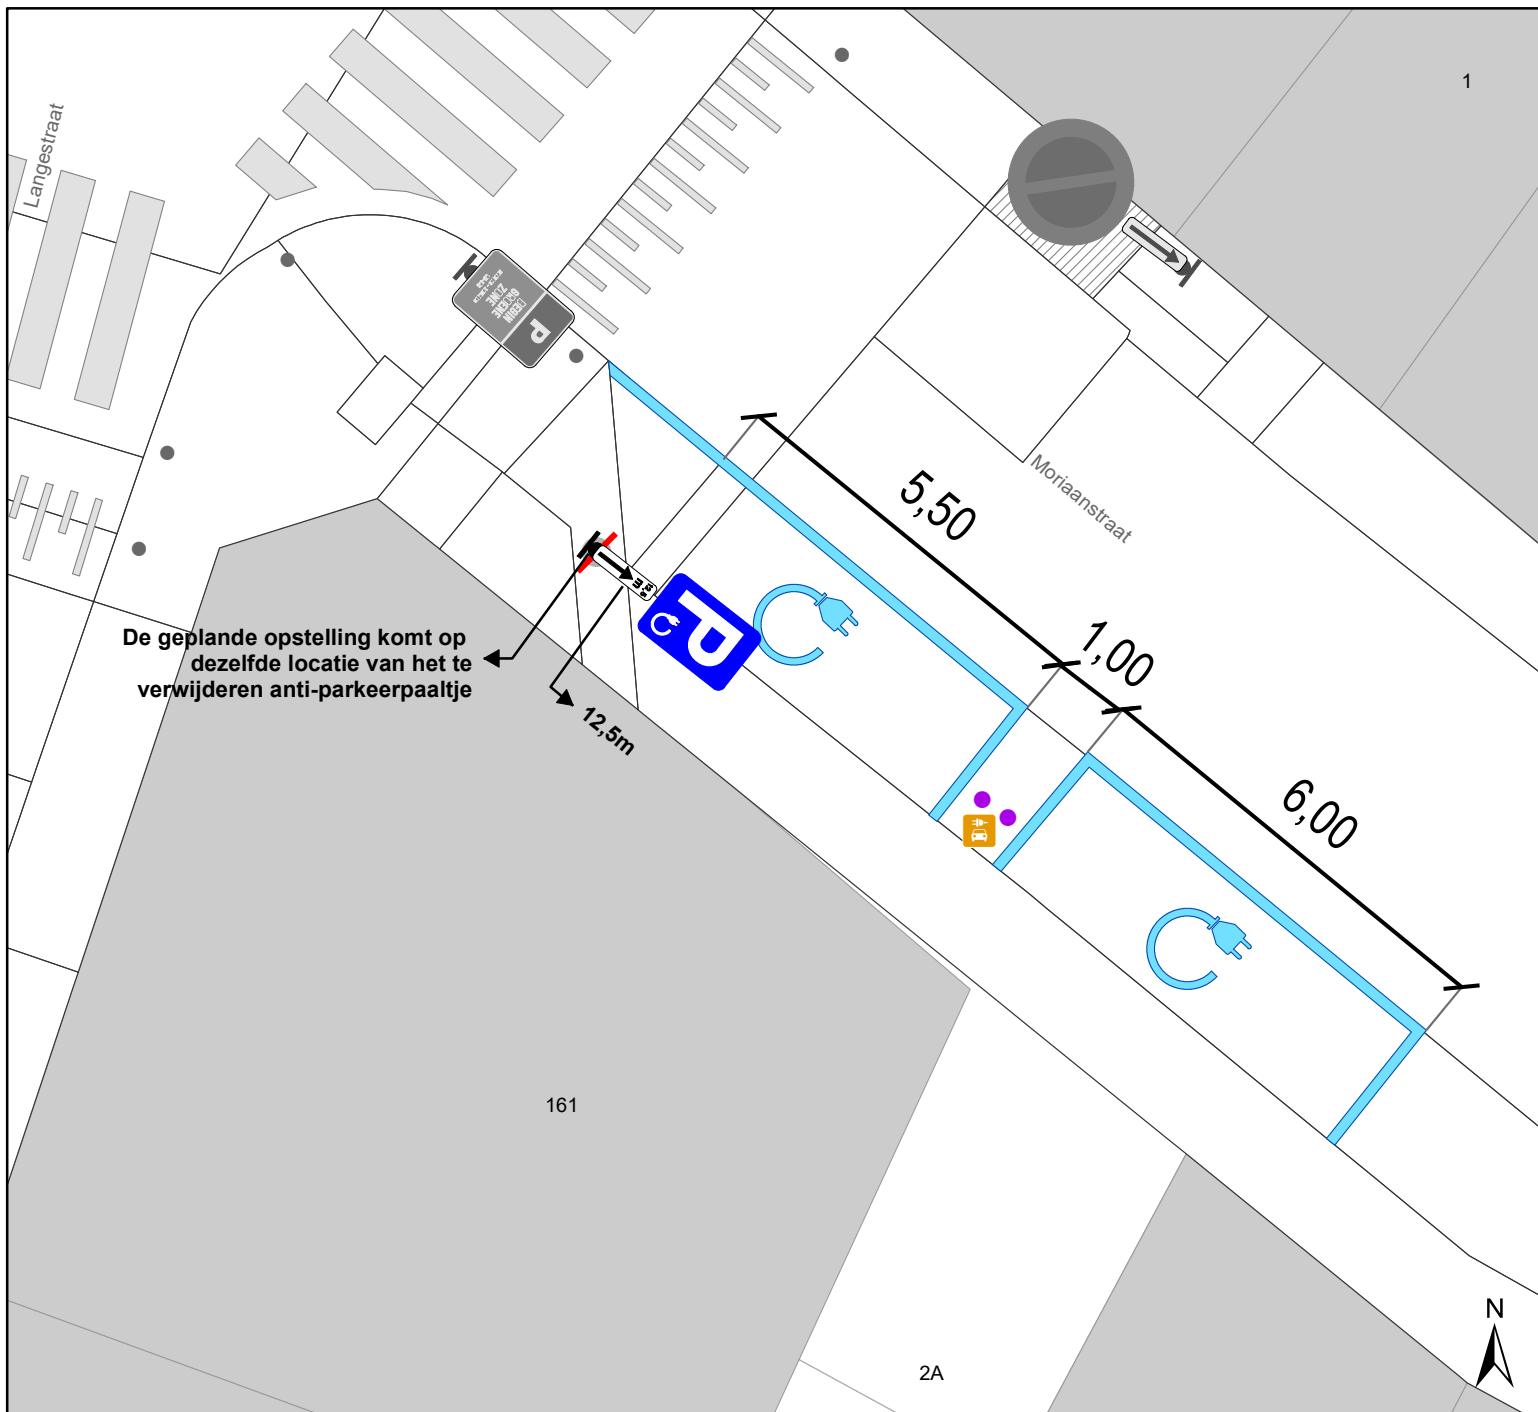 1
Langestraat
P
5,50
Moriaanstraat
P
1,00
De geplande opstelling komt op
dezelfde locatie van het te
verwijderen anti-parkeerpaaltje
12,5m
6,00
161
N
2A